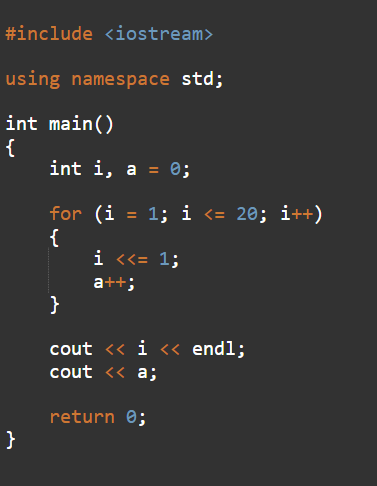 #include <iostream>
using namespace std;
int main()
{
    int i, a = 0;
    for (i = 1; i <= 20; i++)
    {
        i <<= 1;
        a++;
    }
    cout << i << endl;
    cout << a;
    return 0;
}